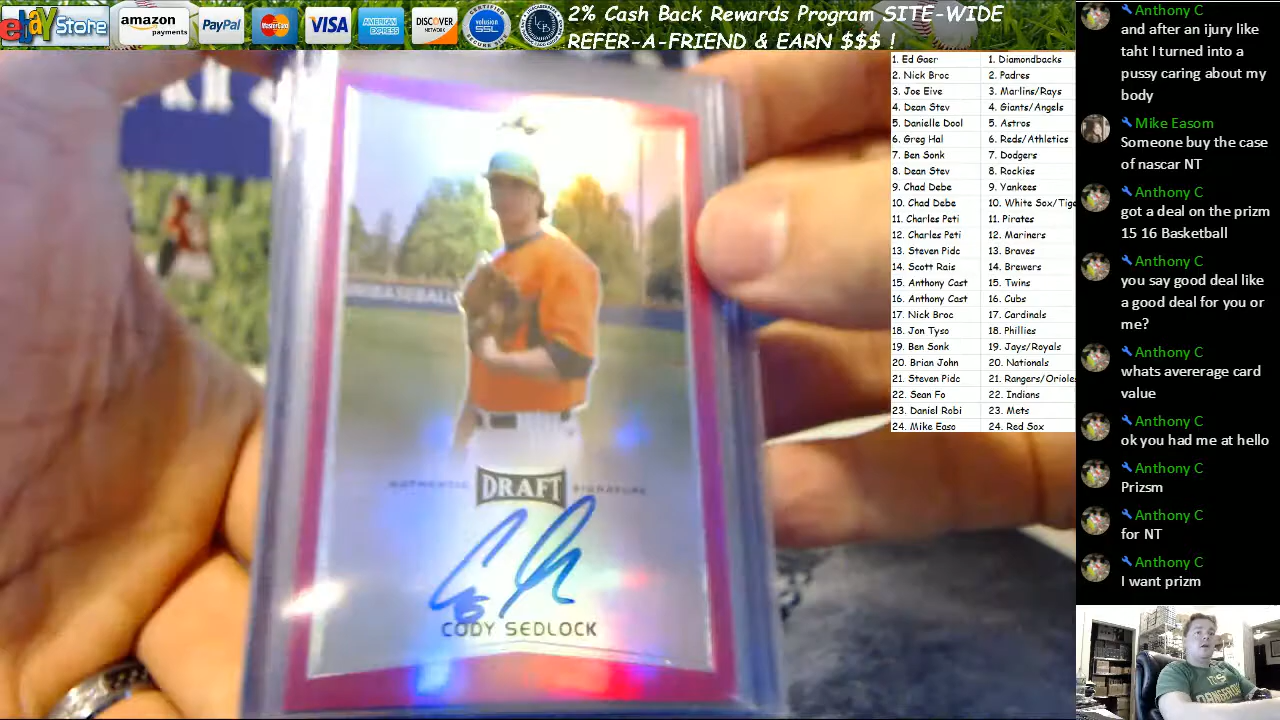 ebay Store
amazon
payments
PayPal
MasterCard
VISA
AMERICAN
EXPRESS
DISCOVER
NETWORK
volusion
SSL
2% Cash Back Rewards Program SITE-WIDE
REFER-A-FRIEND & EARN $$$ !
1. Ed Gaer 1. Diamondbacks
2. Nick Broc 2. Padres
3. Joe Eive 3. Marlins/Rays
4. Dean Stev 4. Giants/Angels
5. Danielle Dool 5. Astros
6. Greg Hal 6. Reds/Athletics
7. Ben Sonk 7. Dodgers
8. Dean Stev 8. Rockies
9. Chad Debe 9. Yankees
10. Chad Debe 10. White Sox/Tige
11. Charles Peti 11. Pirates
12. Charles Peti 12. Mariners
13. Steven Pidc 13. Braves
14. Scott Rais 14. Brewers
15. Anthony Cast 15. Twins
16. Anthony Cast 16. Cubs
17. Nick Broc 17. Cardinals
18. Jon Tyso 18. Phillies
19. Ben Sonk 19. Jays/Royals
20. Brian John 20. Nationals
21. Steven Pidc 21. Rangers/Oriole
22. Sean Fo 22. Indians
23. Daniel Robi 23. Mets
24. Mike Easo 24. Red Sox
Anthony C
and after an ijury like
taht I turned into a
pussy caring about my
body
Mike Easom
Someone buy the case
of nascar NT
Anthony C
got a deal on the prizm
15 16 Basketball
Anthony C
you say good deal like
a good deal for you or
me?
Anthony C
whats avererage card
value
Anthony C
ok you had me at hello
Anthony C
Prizsm
Anthony C
for NT
Anthony C
I want prizm
BASEBALL
AUTHENTIC DRAFT SIGNATURE
CODY SEDLOCK